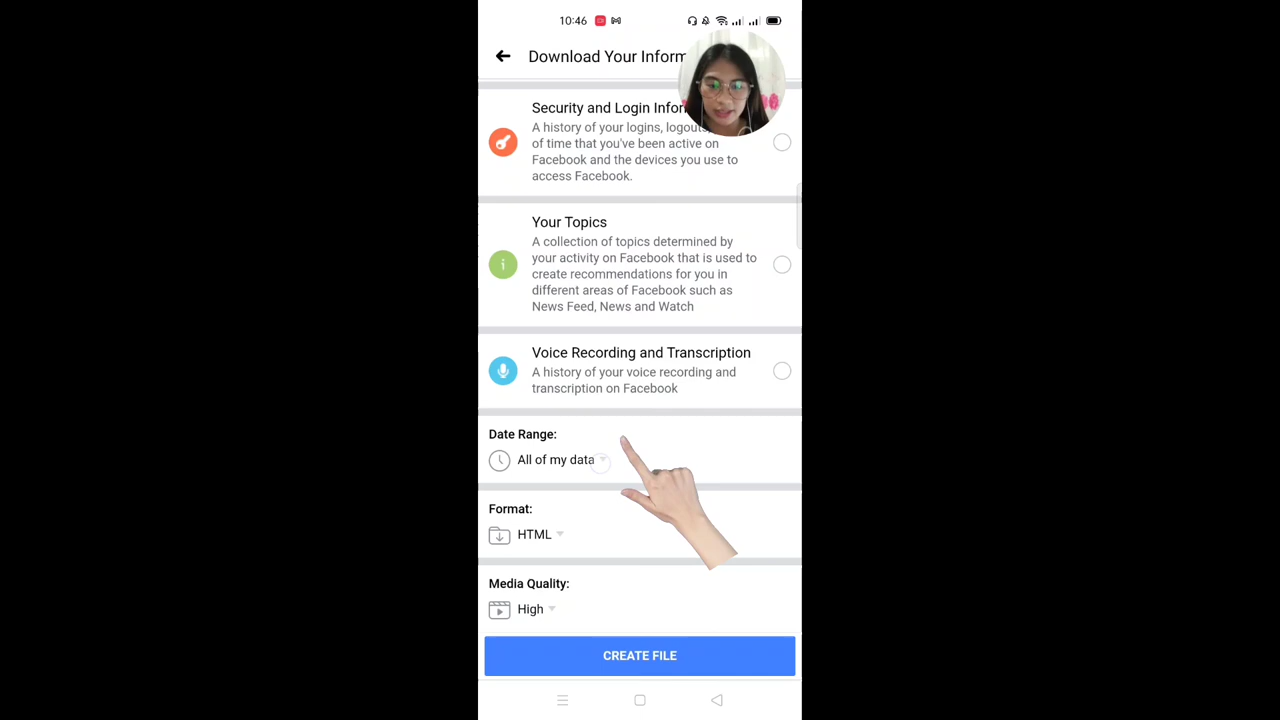 10:46
Download Your Inform
Security and Login Infor
A history of your logins, logouts,
of time that you've been active on
Facebook and the devices you use to
access Facebook.
Your Topics
A collection of topics determined by
your activity on Facebook that is used to
create recommendations for you in
different areas of Facebook such as
News Feed, News and Watch
Voice Recording and Transcription
A history of your voice recording and
transcription on Facebook
Date Range:
All of my data
Format:
HTML
Media Quality:
High
CREATE FILE